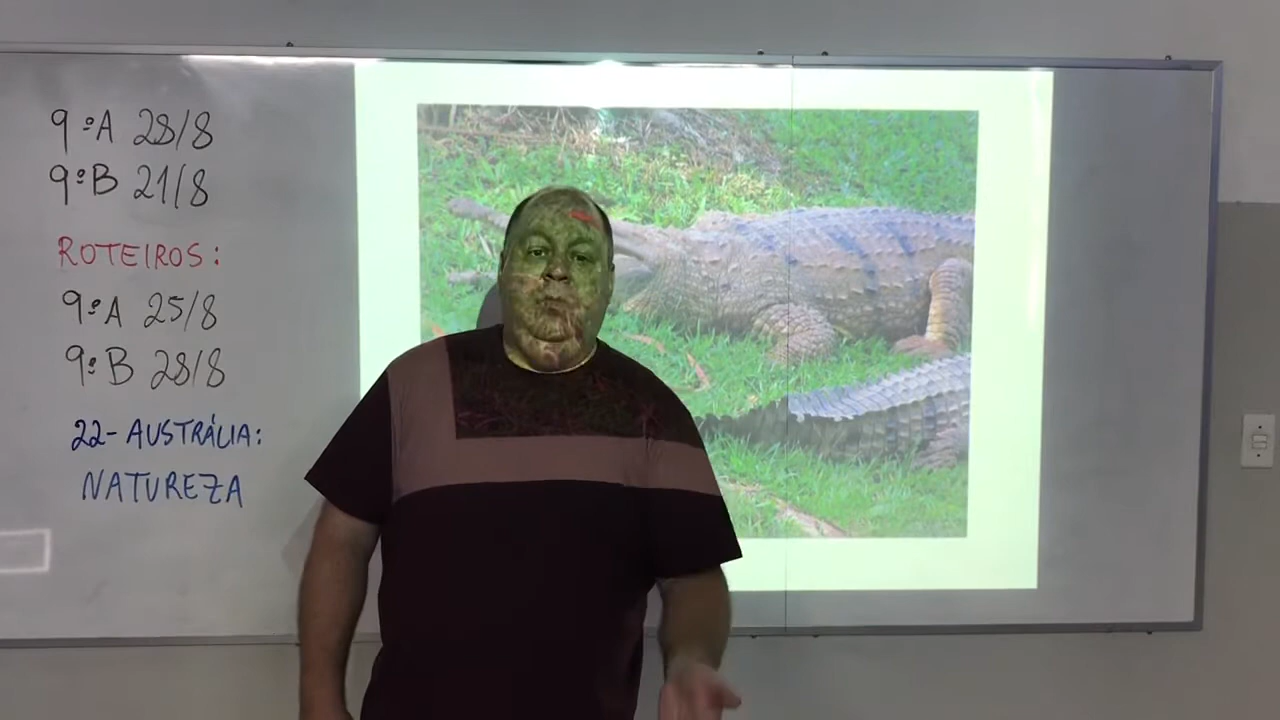 9ºA 28/8
9ºB 21/8
ROTEIROS:
9ºA 25/8
9ºB 28/8
22-AUSTRÁLIA:
NATUREZA